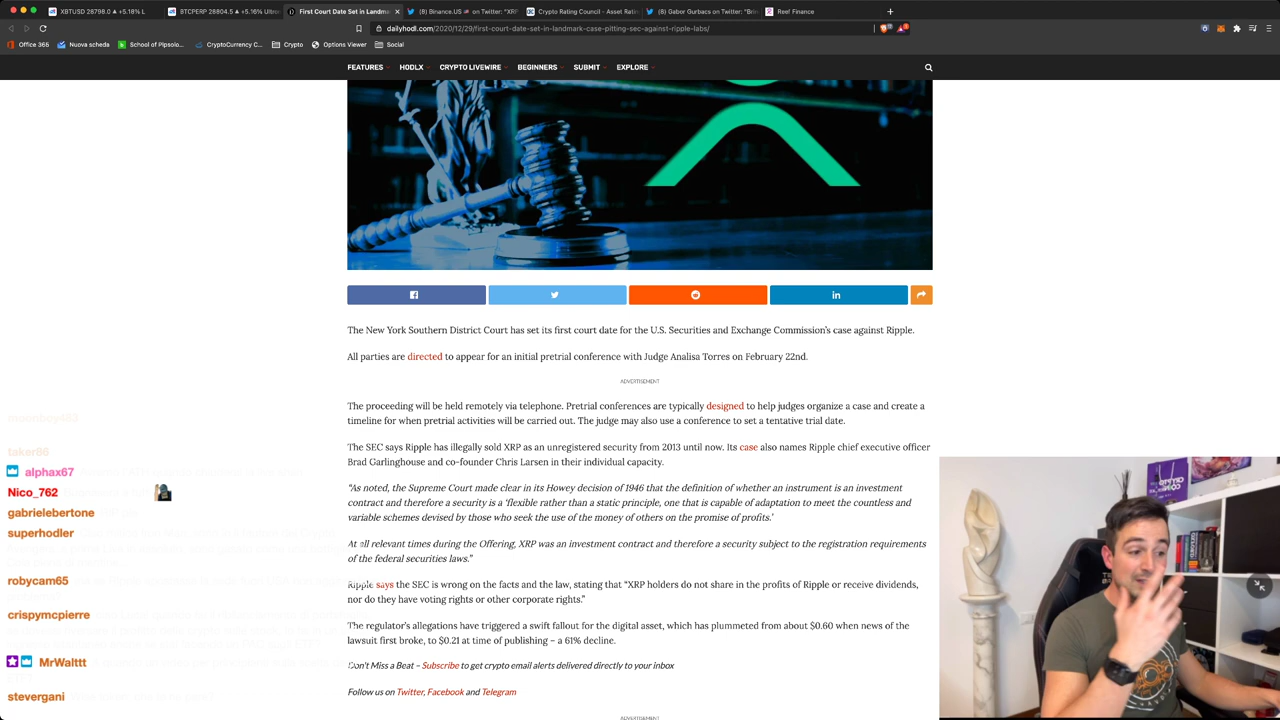 XBTUSD 28798.0 ▲ +5.18% L
BTCPERP 28804.5 ▲ +5.16% Ultim
First Court Date Set in Landma
(8) Binance.US on Twitter: "XRP
Crypto Rating Council - Asset Ratin
(8) Gabor Gurbacs on Twitter: "Brie
Reef Finance
dailyhodl.com/2020/12/29/first-court-date-set-in-landmark-case-pitting-sec-against-ripple-labs/
Office 365
Nuova scheda
School of Plpsolo...
CryptoCurrency C...
Crypto
Options Viewer
Social
FEATURES HODLX CRYPTO LIVEWIRE BEGINNERS SUBMIT EXPLORE
The New York Southern District Court has set its first court date for the U.S. Securities and Exchange Commission's case against Ripple.
All parties are directed to appear for an initial pretrial conference with Judge Analisa Torres on February 22nd.
ADVERTISEMENT
The proceeding will be held remotely via telephone. Pretrial conferences are typically designed to help judges organize a case and create a
timeline for when pretrial activities will be carried out. The judge may also use a conference to set a tentative trial date.
The SEC says Ripple has illegally sold XRP as an unregistered security from 2013 until now. Its case also names Ripple chief executive officer
Brad Garlinghouse and co-founder Chris Larsen in their individual capacity.
"As noted, the Supreme Court made clear in its Howey decision of 1946 that the definition of whether an instrument is an investment
contract and therefore a security is a 'flexible rather than a static principle, one that is capable of adaptation to meet the countless and
variable schemes devised by those who seek the use of the money of others on the promise of profits.'
At all relevant times during the Offering, XRP was an investment contract and therefore a security subject to the registration requirements
of the federal securities laws."
Ripple says the SEC is wrong on the facts and the law, stating that "XRP holders do not share in the profits of Ripple or receive dividends,
nor do they have voting rights or other corporate rights."
The regulator's allegations have triggered a swift fallout for the digital asset, which has plummeted from about $0.60 when news of the
lawsuit first broke, to $0.21 at time of publishing – a 61% decline.
Don't Miss a Beat – Subscribe to get crypto email alerts delivered directly to your inbox
Follow us on Twitter, Facebook and Telegram
ADVERTISEMENT
moonboy460
taker86
alphax67
Nico_762
gabrielebertone
superhodler
robycam65
crispymcpierre
MrWalttt
stevergani